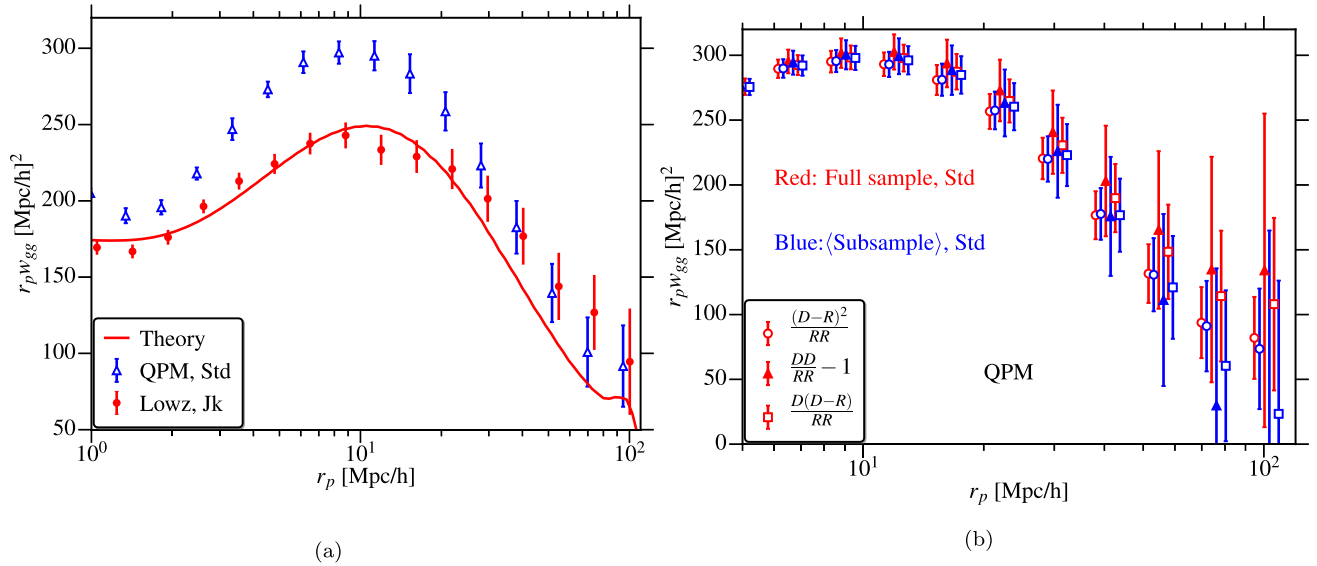 300
250
200
150
100
50
r_p w_gg [Mpc/h]^2
Theory
QPM, Std
Lowz, Jk
10^0
10^1
10^2
r_p [Mpc/h]
(a)
300
250
200
150
100
50
0
r_p w_gg [Mpc/h]^2
Red: Full sample, Std
Blue:⟨Subsample⟩, Std
(D−R)^2/RR
DD/RR − 1
D(D−R)/RR
QPM
10^1
10^2
r_p [Mpc/h]
(b)